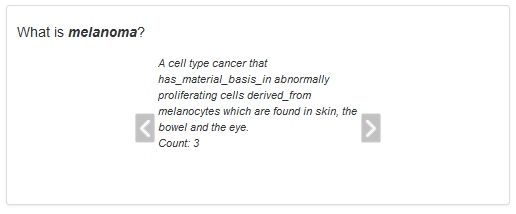 What is melanoma?
A cell type cancer that
has_material_basis_in abnormally
proliferating cells derived_from
melanocytes which are found in skin, the
bowel and the eye.
Count: 3